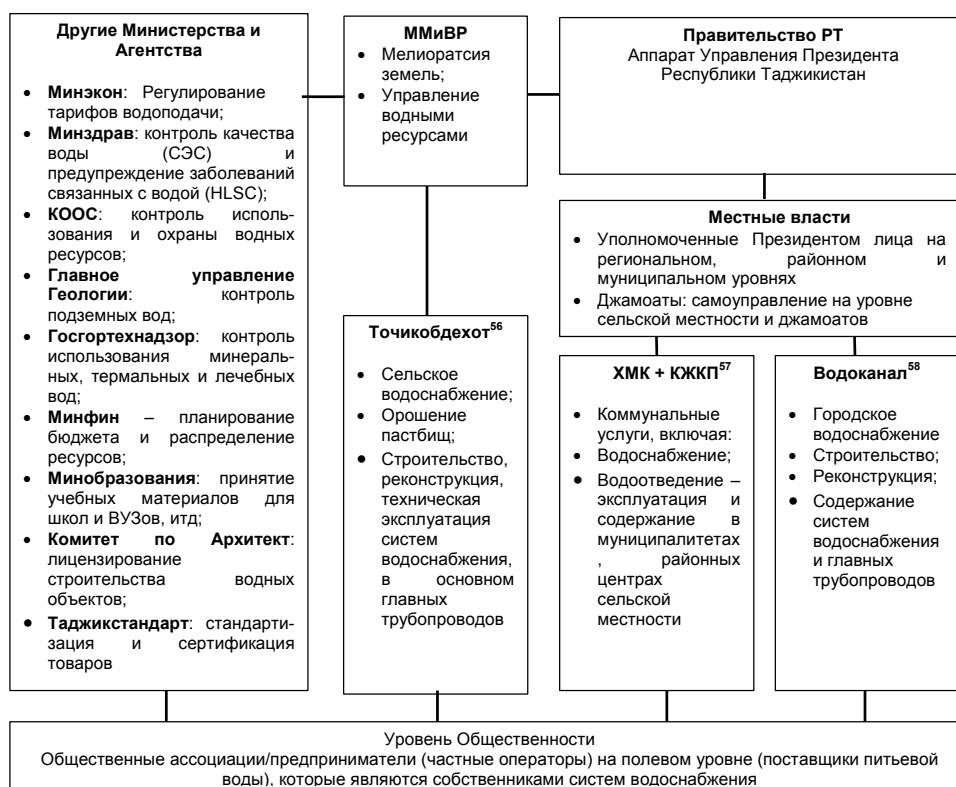 Другие Министерства и
Агентства
• Минэкон: Регулирование
тарифов водоподачи;
• Минздрав: контроль качества
воды (СЭС) и
предупреждение заболеваний
связанных с водой (HLSC);
• КООС: контроль исполь-
зования и охраны водных
ресурсов;
• Главное управление
Геологии: контроль
подземных вод;
• Госгортехнадзор: контроль
использования минераль-
ных, термальных и лечебных
вод;
• Минфин – планирование
бюджета и распределение
ресурсов;
• Минобразования: принятие
учебных материалов для
школ и ВУЗов, итд;
• Комитет по Архитект:
лицензирование
строительства водных
объектов;
• Таджикстандарт: стандарти-
зация и сертификация
товаров
ММиВР
• Мелиоратсия
земель;
• Управление
водными
ресурсами
Правительство РТ
Аппарат Управления Президента
Республики Таджикистан
Местные власти
• Уполномоченные Президентом лица на
региональном, районном и
муниципальном уровнях
• Джамоаты: самоуправление на уровне
сельской местности и джамоатов
Точикобдехот56
• Сельское
водоснабжение;
• Орошение
пастбищ;
• Строительство,
реконструкция,
техническая
эксплуатация
систем
водоснабжения,
в основном
главных
трубопроводов
ХМК + КЖКП57
• Коммунальные
услуги, включая:
• Водоснабжение;
• Водоотведение –
эксплуатация и
содержание в
муниципалитетах
, районных
центрах
сельской
местности
Водоканал58
• Городское
водоснабжение
• Строительство;
• Реконструкция;
• Содержание
систем
водоснабжения
и главных
трубопроводов
Уровень Общественности
Общественные ассоциации/предприниматели (частные операторы) на полевом уровне (поставщики питьевой
воды), которые являются собственниками систем водоснабжения